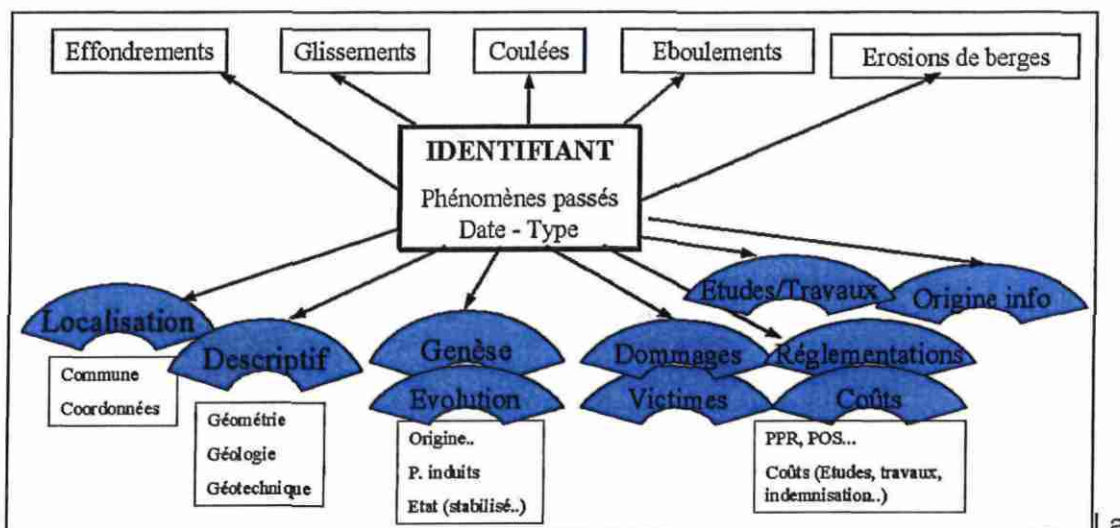 Effondrements
Glissements
Coulées
Eboulements
Erosions de berges
IDENTIFIANT
Phénomènes passés
Date - Type
Etudes/Travaux
Origine info
Localisation
Descriptif
Genèse
Dommages
Réglementations
Evolution
Victimes
Coûts
Commune
Coordonnées
Géométrie
Géologie
Géotechnique
Origine..
P. induits
Etat (stabilisé..)
PPR, POS...
Coûts (Etudes, travaux,
indemnisation..)